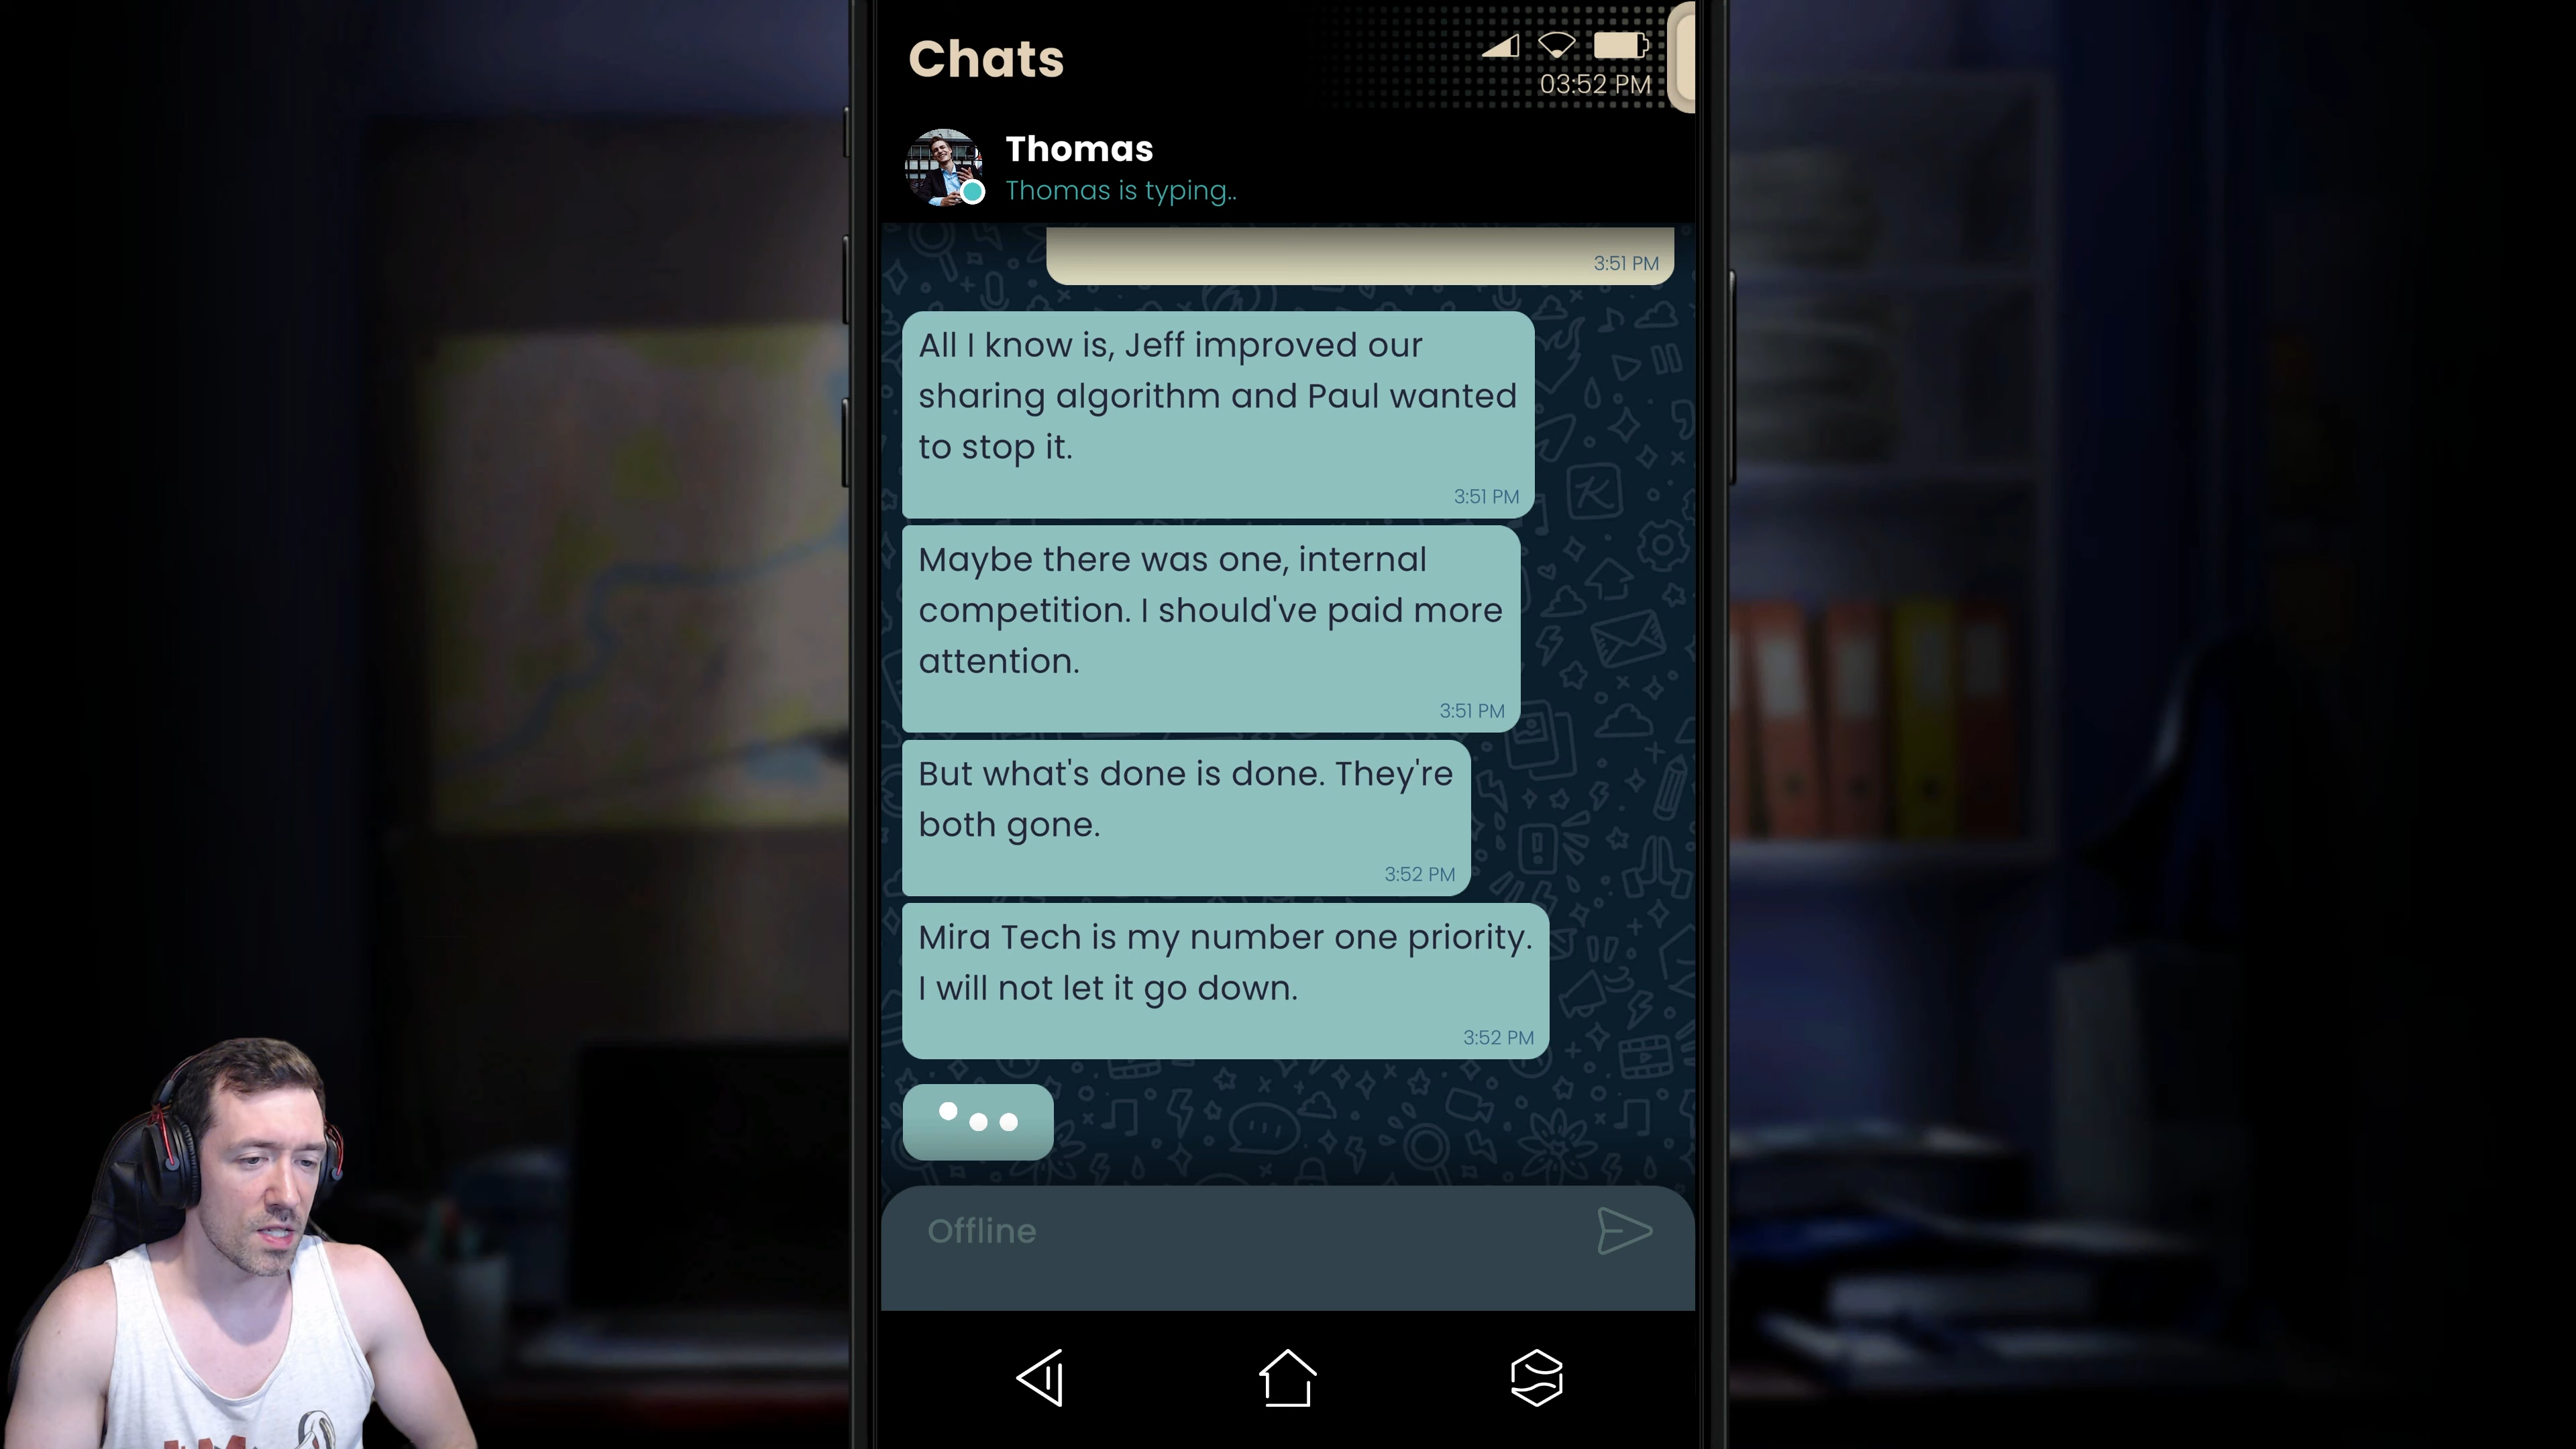 Chats
03:52 PM
Thomas
Thomas is typing..
3:51 PM
All I know is, Jeff improved our
sharing algorithm and Paul wanted
to stop it.
3:51 PM
Maybe there was one, internal
competition. I should've paid more
attention.
3:51 PM
But what's done is done. They're
both gone.
3:52 PM
Mira Tech is my number one priority.
I will not let it go down.
3:52 PM
Offline